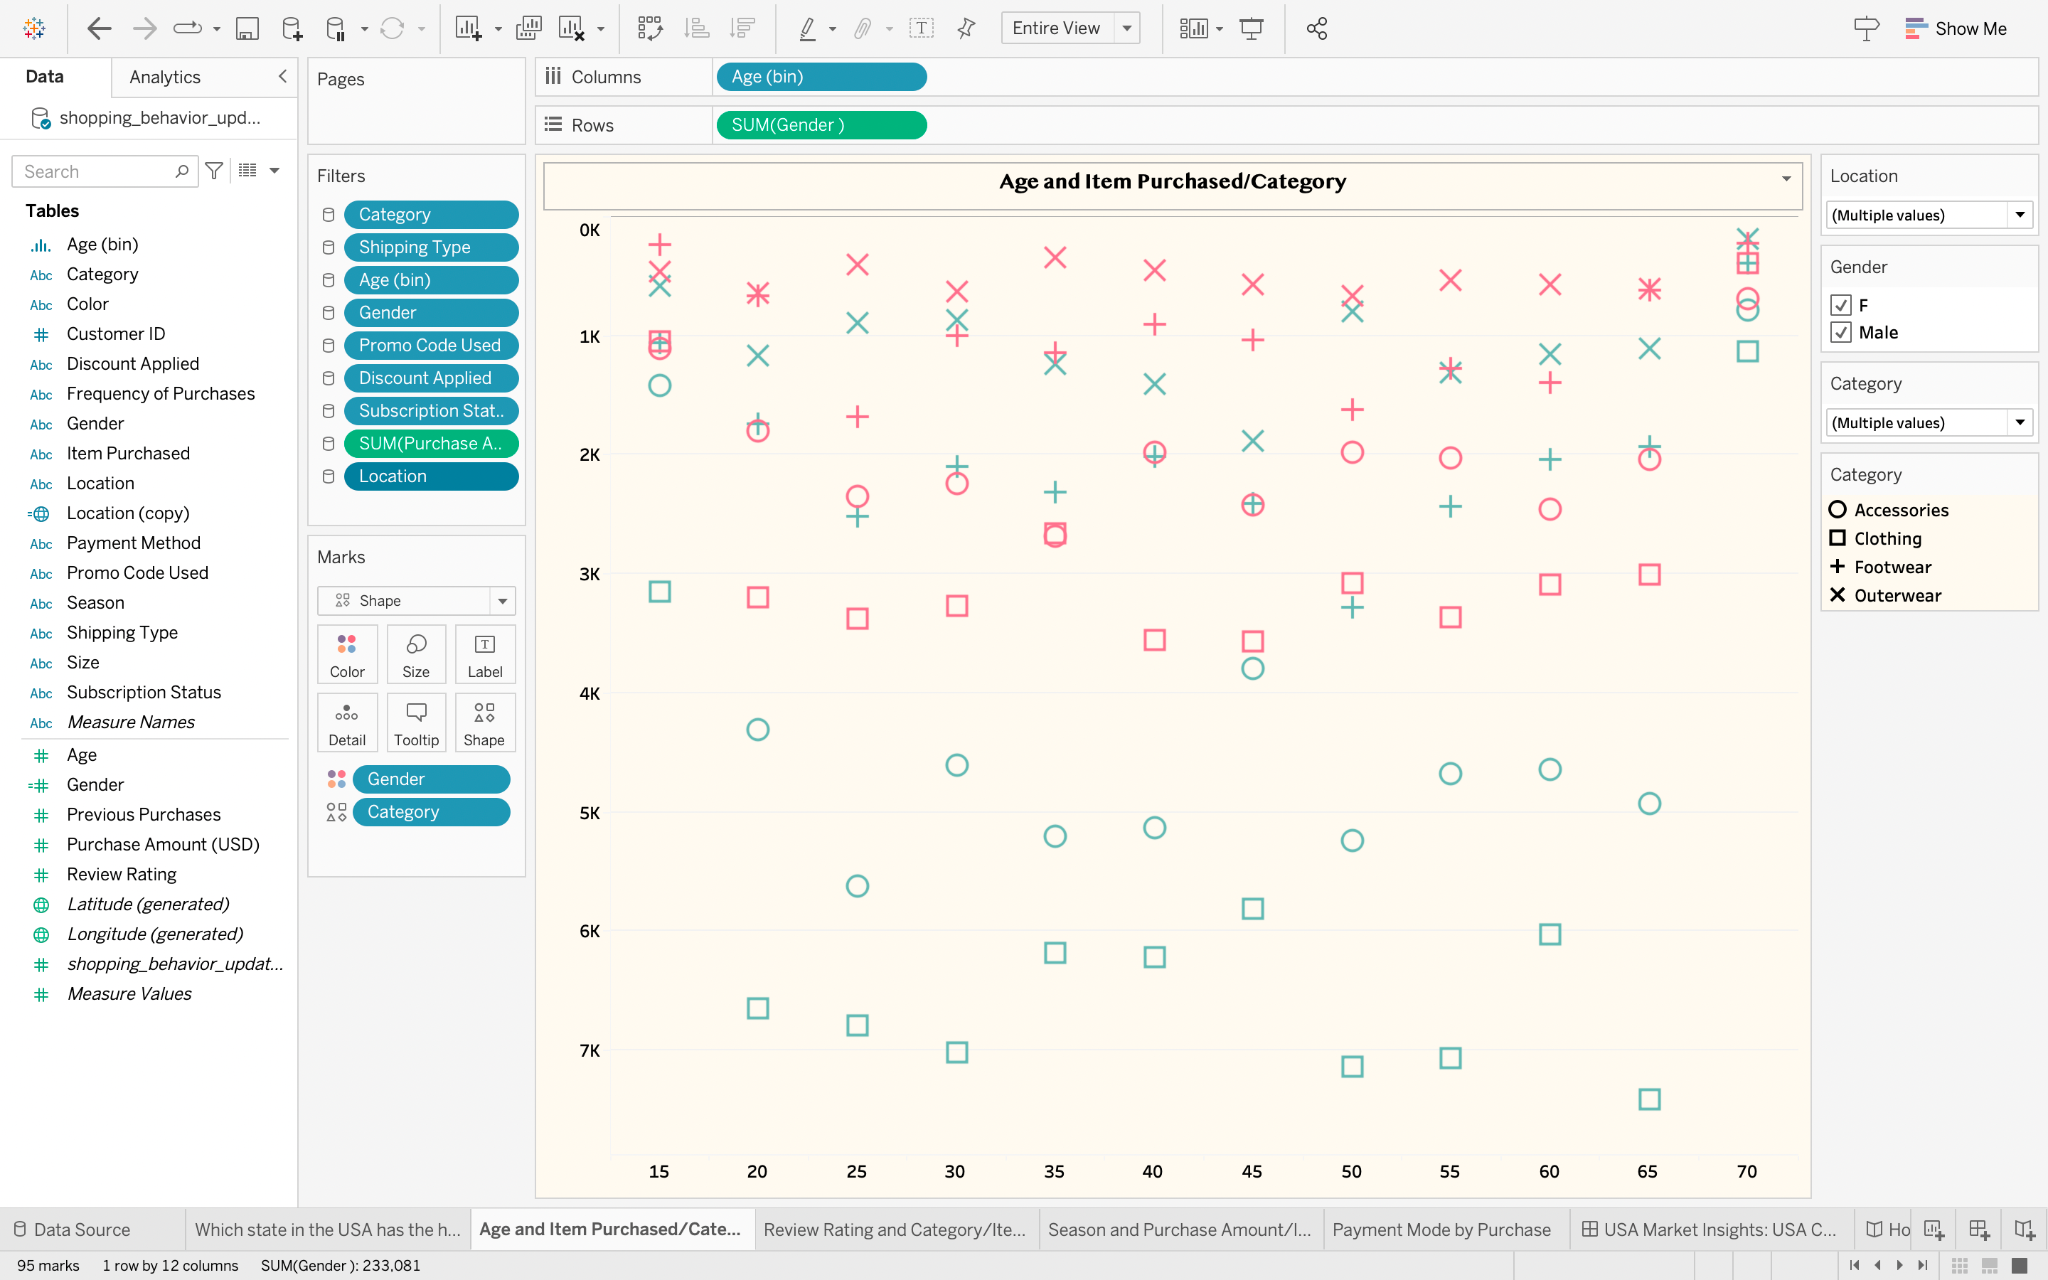 Entire View
Show Me
Data
Analytics
Pages
Columns
Age (bin)
shopping_behavior_upd...
Rows
SUM(Gender )
Search
Filters
Age and Item Purchased/Category
Location
(Multiple values)
Tables
Category
Age (bin)
Shipping Type
Gender
Category
Age (bin)
F
Color
Gender
Male
Customer ID
Promo Code Used
Discount Applied
Discount Applied
Category
Frequency of Purchases
Subscription Stat..
(Multiple values)
Gender
SUM(Purchase A..
Item Purchased
Location
Category
Location
Accessories
Location (copy)
Clothing
Payment Method
Marks
Footwear
Promo Code Used
Shape
Outerwear
Season
Shipping Type
Size
Color
Size
Label
Subscription Status
Measure Names
Detail
Tooltip
Shape
Age
Gender
Gender
Category
Previous Purchases
Purchase Amount (USD)
Review Rating
Latitude (generated)
Longitude (generated)
shopping_behavior_updat...
Measure Values
0K
1K
2K
3K
4K
5K
6K
7K
15 20 25 30 35 40 45 50 55 60 65 70
Data Source
Which state in the USA has the h...
Age and Item Purchased/Cate...
Review Rating and Category/Ite...
Season and Purchase Amount/I...
Payment Mode by Purchase
USA Market Insights: USA C...
Ho
95 marks
1 row by 12 columns
SUM(Gender ): 233,081